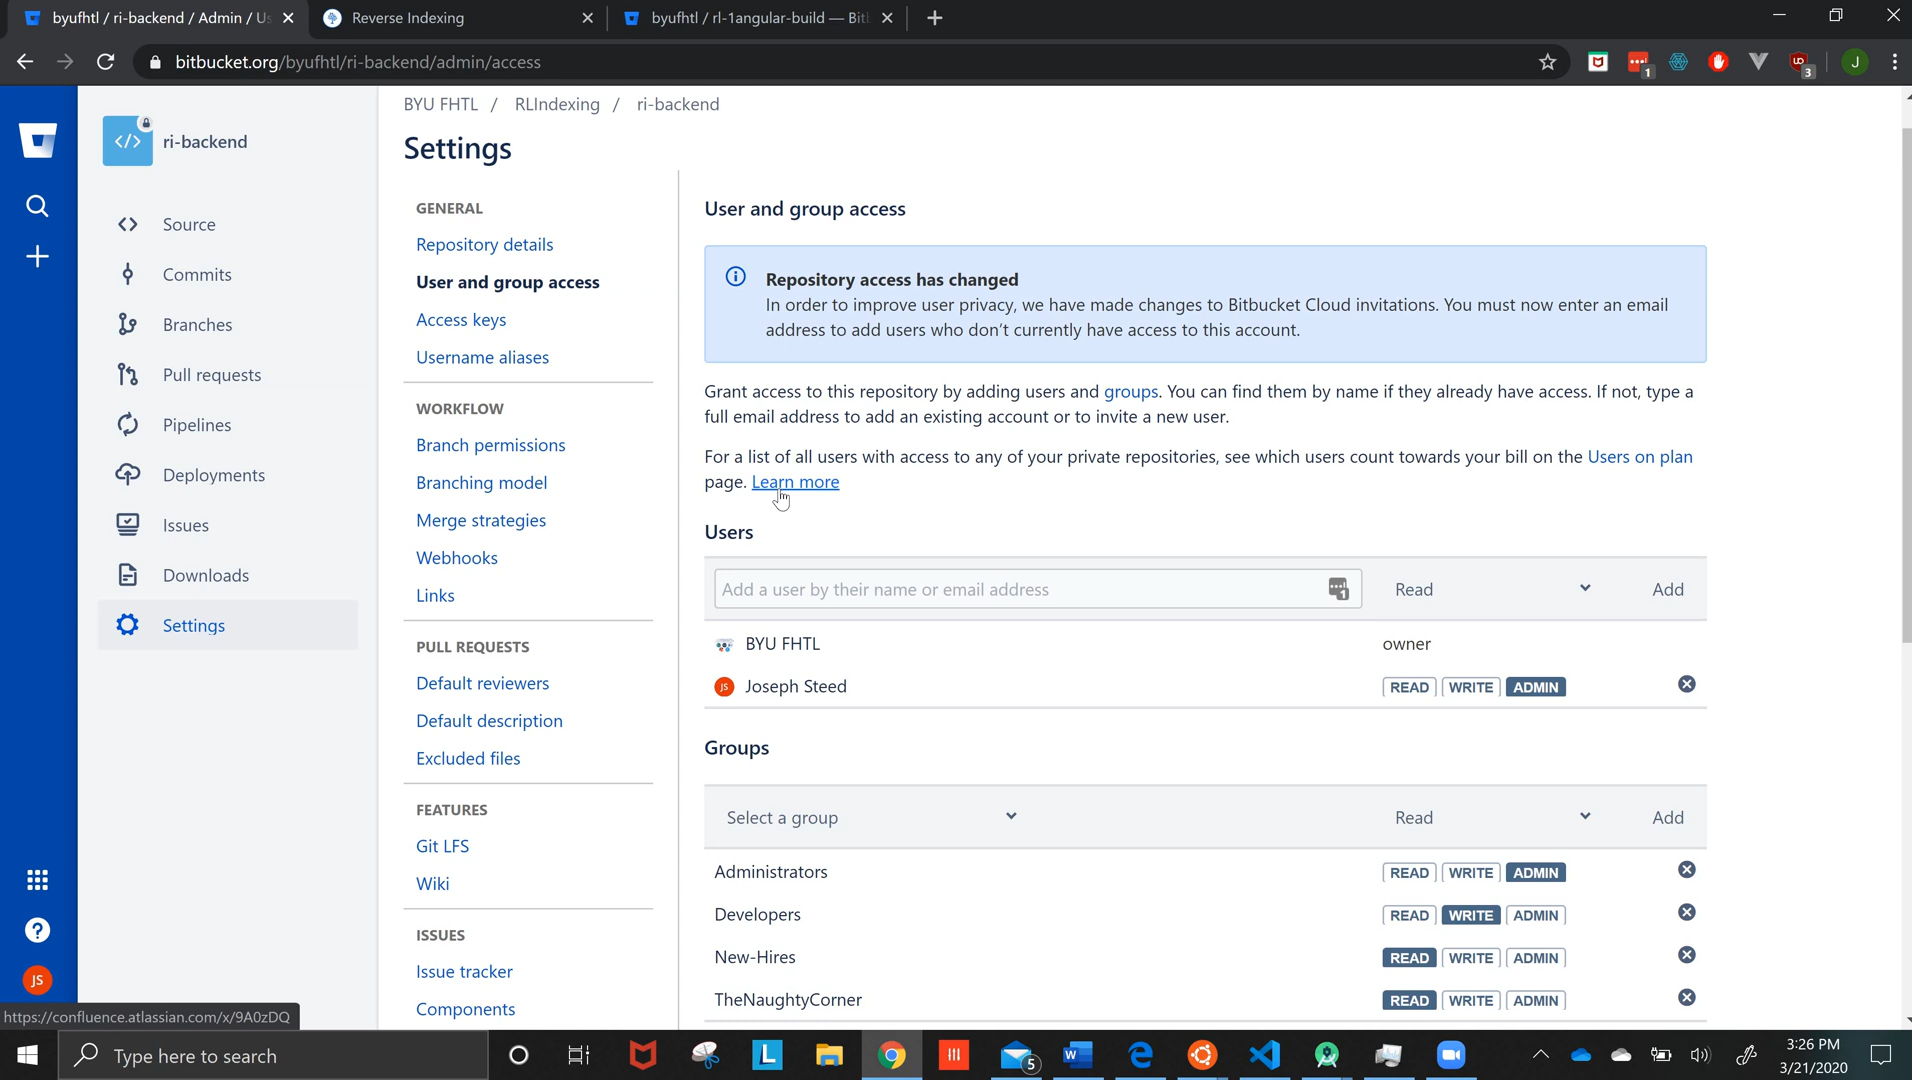 byufhtl / ri-backend / Admin / Us
Reverse Indexing
byufhtl / rl-1angular-build — Bit
bitbucket.org/byufhtl/ri-backend/admin/access
1
UD
3
J
ri-backend
Source
Commits
Branches
Pull requests
Pipelines
Deployments
Issues
Downloads
Settings
JS
https://confluence.atlassian.com/x/9A0zDQ
BYU FHTL / RLIndexing / ri-backend
Settings
GENERAL
Repository details
User and group access
Access keys
Username aliases
WORKFLOW
Branch permissions
Branching model
Merge strategies
Webhooks
Links
PULL REQUESTS
Default reviewers
Default description
Excluded files
FEATURES
Git LFS
Wiki
ISSUES
Issue tracker
Components
User and group access
Repository access has changed
In order to improve user privacy, we have made changes to Bitbucket Cloud invitations. You must now enter an email
address to add users who don’t currently have access to this account.
Grant access to this repository by adding users and groups. You can find them by name if they already have access. If not, type a
full email address to add an existing account or to invite a new user.
For a list of all users with access to any of your private repositories, see which users count towards your bill on the Users on plan
page. Learn more
Users
Add a user by their name or email address 1 Read Add
BYU FHTL owner
JS Joseph Steed READ WRITE ADMIN
Groups
Select a group Read Add
Administrators READ WRITE ADMIN
Developers READ WRITE ADMIN
New-Hires READ WRITE ADMIN
TheNaughtyCorner READ WRITE ADMIN
Type here to search
L
5
W
3:26 PM
3/21/2020